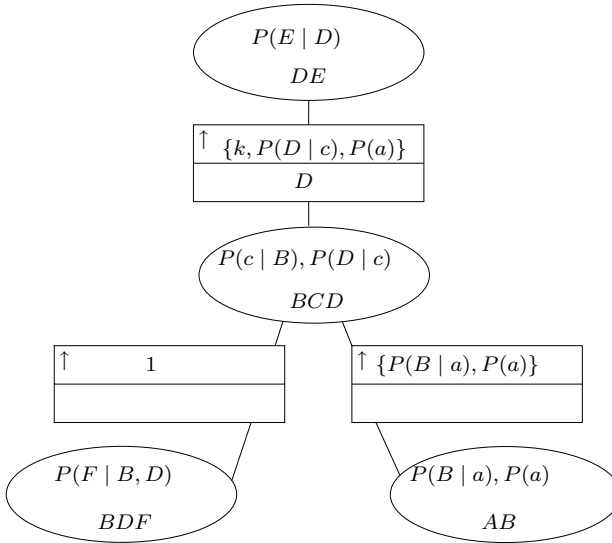 P(E | D)
DE
↑ {k, P(D | c), P(a)}
D
P(c | B), P(D | c)
BCD
↑ 1
↑ {P(B | a), P(a)}
P(F | B, D)
BDF
P(B | a), P(a)
AB